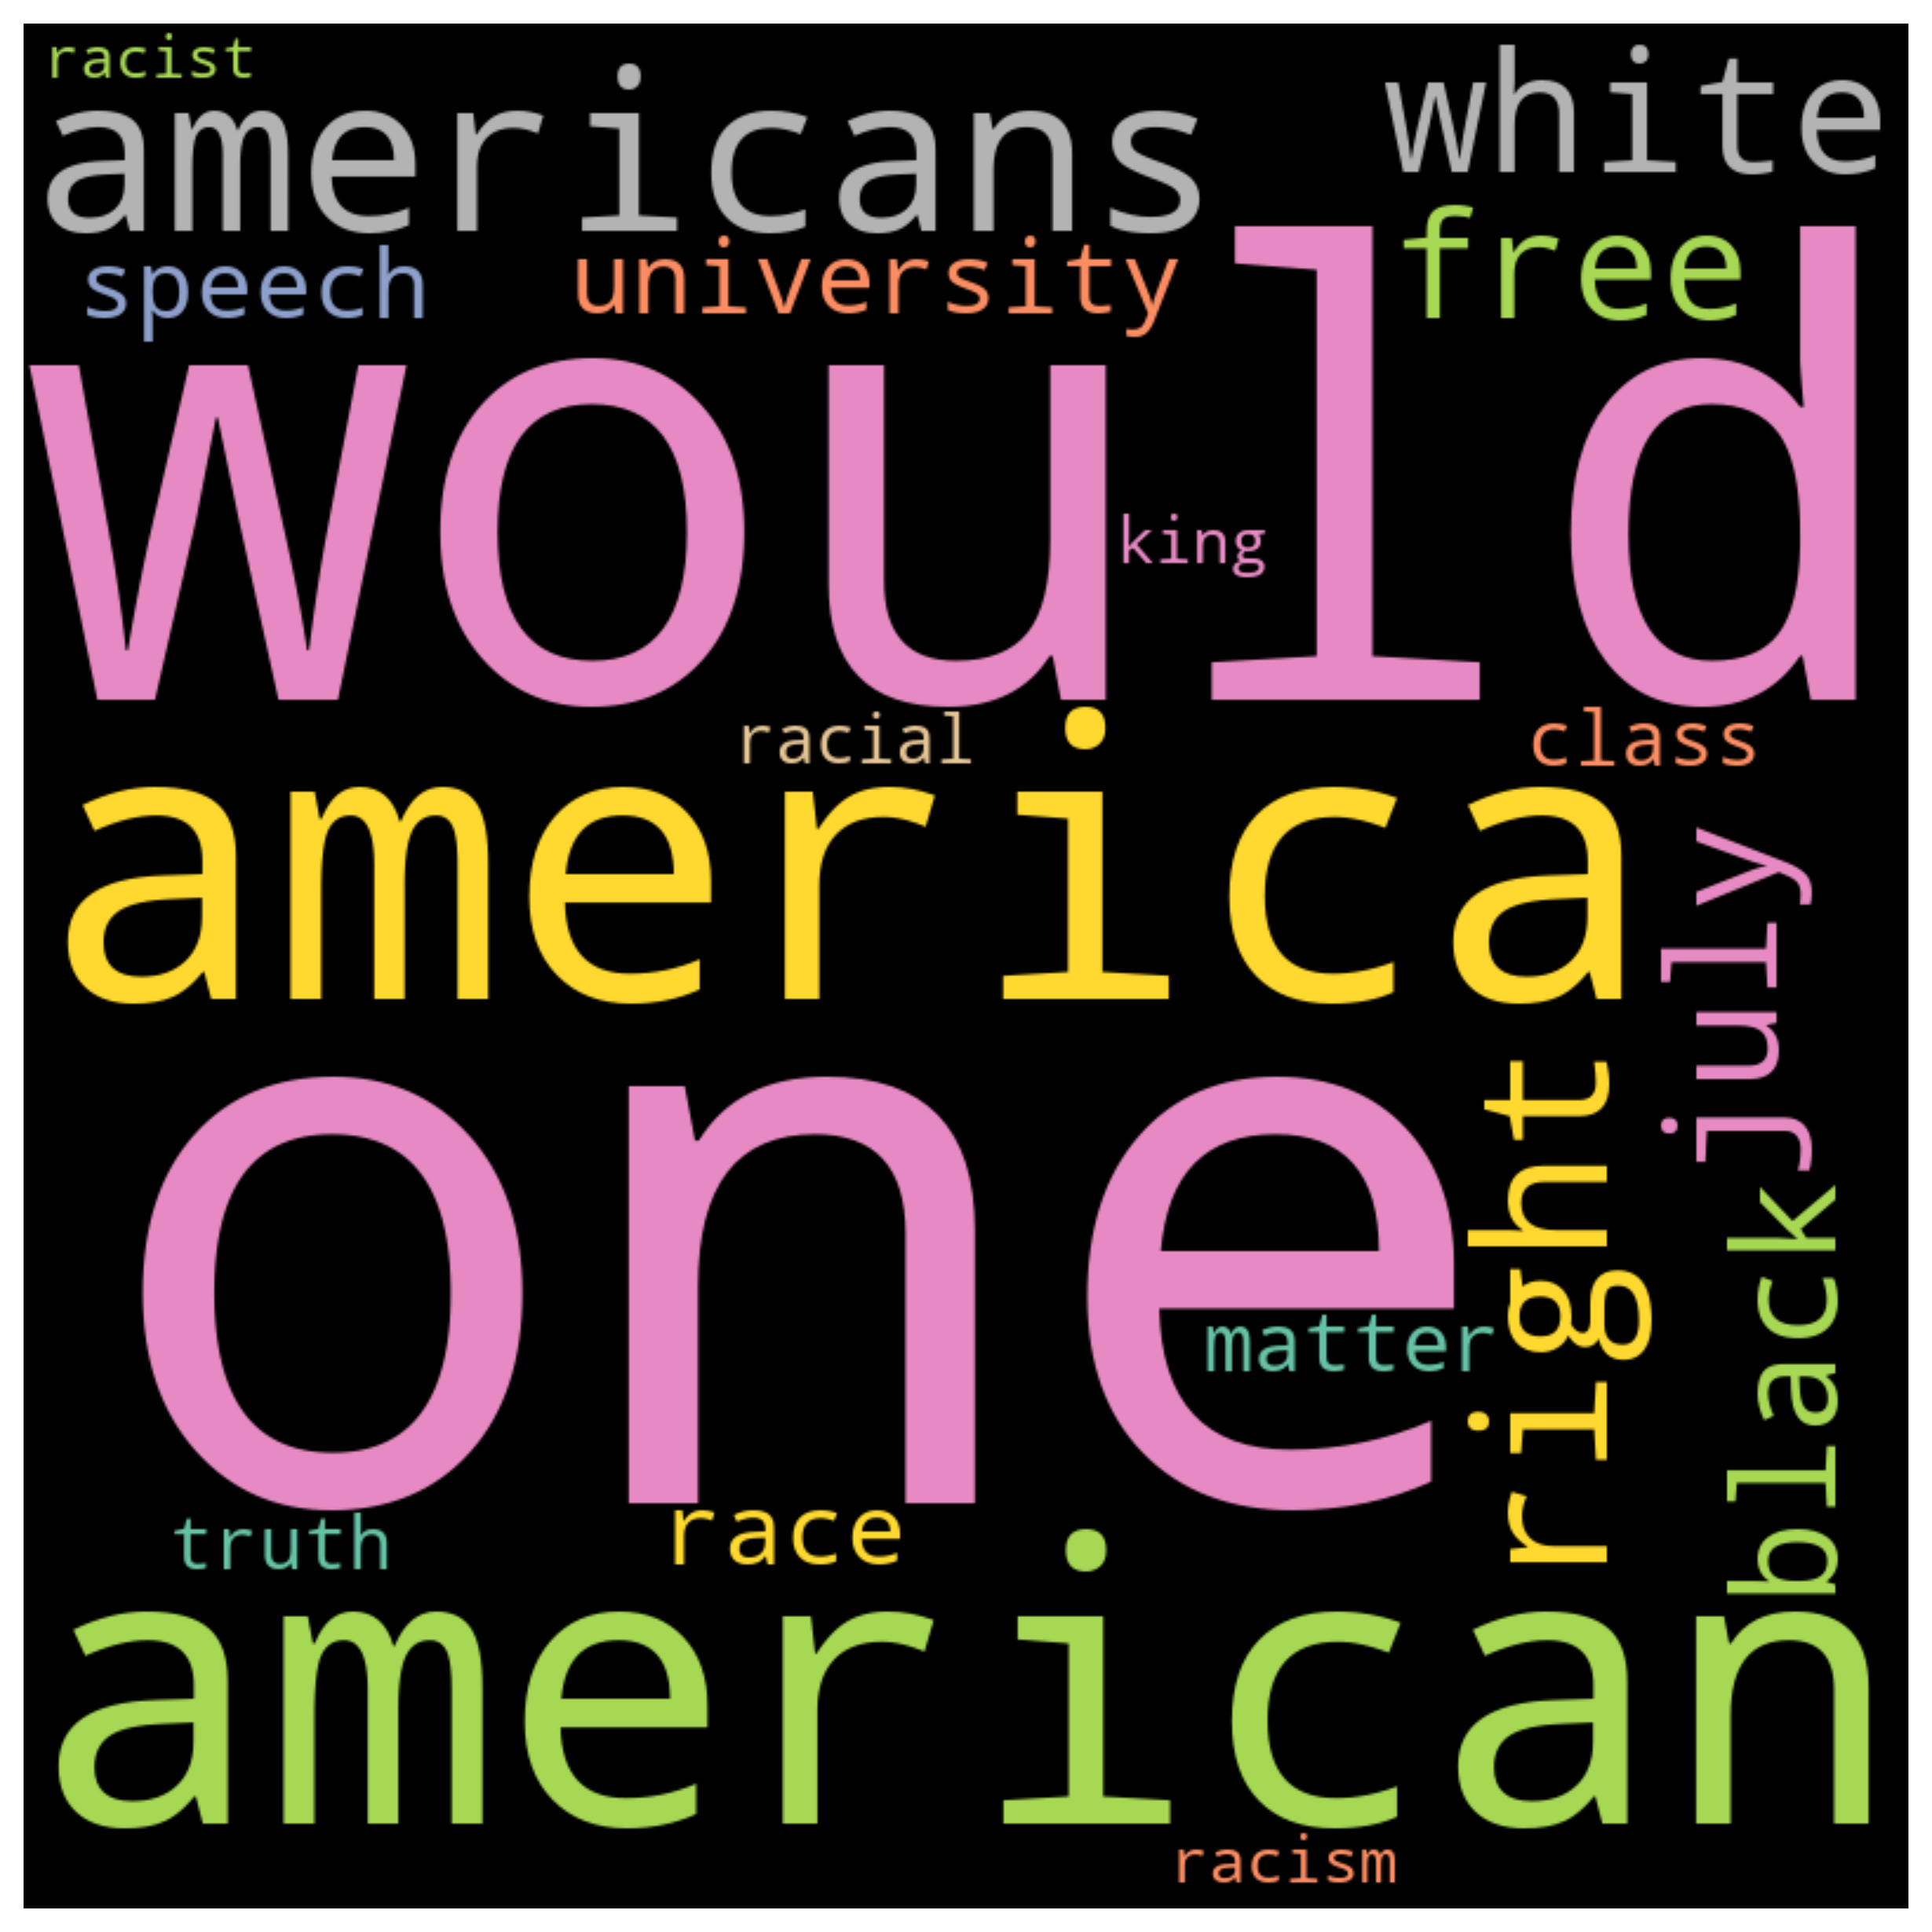 racist
americans
white
speech
university
free
would
king
racial
class
america
july
one
right
matter
black
truth
race
american
racism